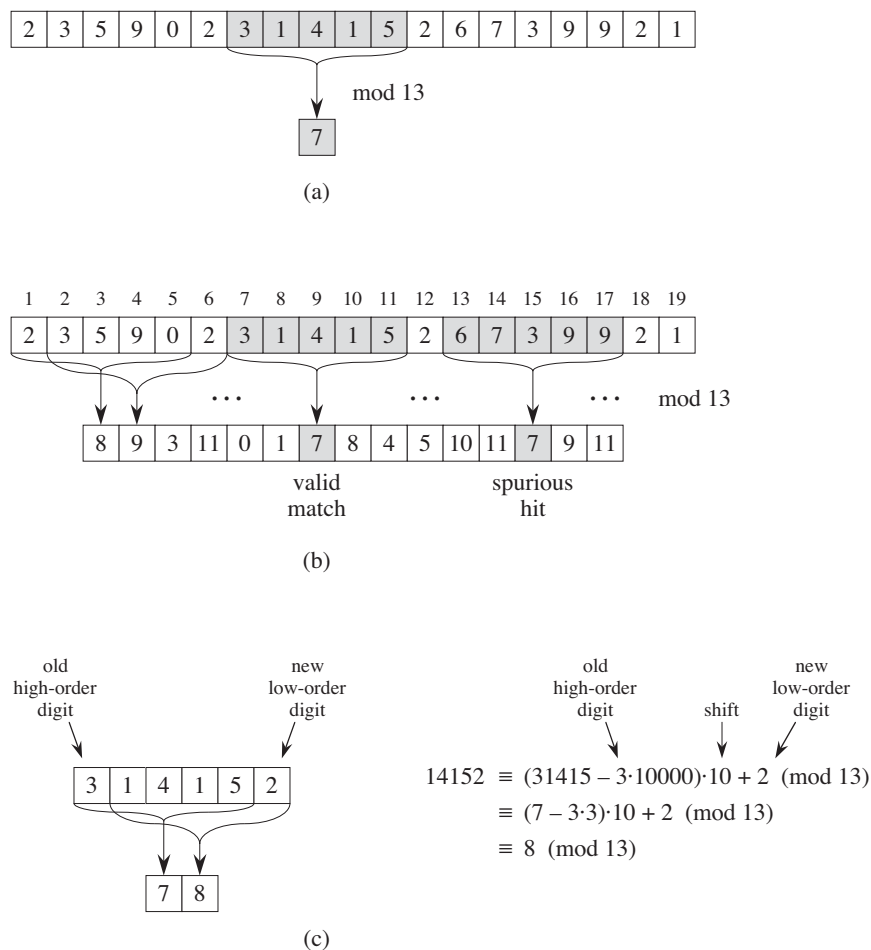 2 3 5 9 0 2 3 1 4 1 5 2 6 7 3 9 9 2 1
mod 13
7
(a)
1 2 3 4 5 6 7 8 9 10 11 12 13 14 15 16 17 18 19
2 3 5 9 0 2 3 1 4 1 5 2 6 7 3 9 9 2 1
… … … mod 13
8 9 3 11 0 1 7 8 4 5 10 11 7 9 11
valid match
spurious hit
(b)
old
high-order
digit
new
low-order
digit
3 1 4 1 5 2
7 8
old
high-order
digit
shift
new
low-order
digit
14152 ≡ (31415 – 3·10000)·10 + 2 (mod 13)
≡ (7 – 3·3)·10 + 2 (mod 13)
≡ 8 (mod 13)
(c)